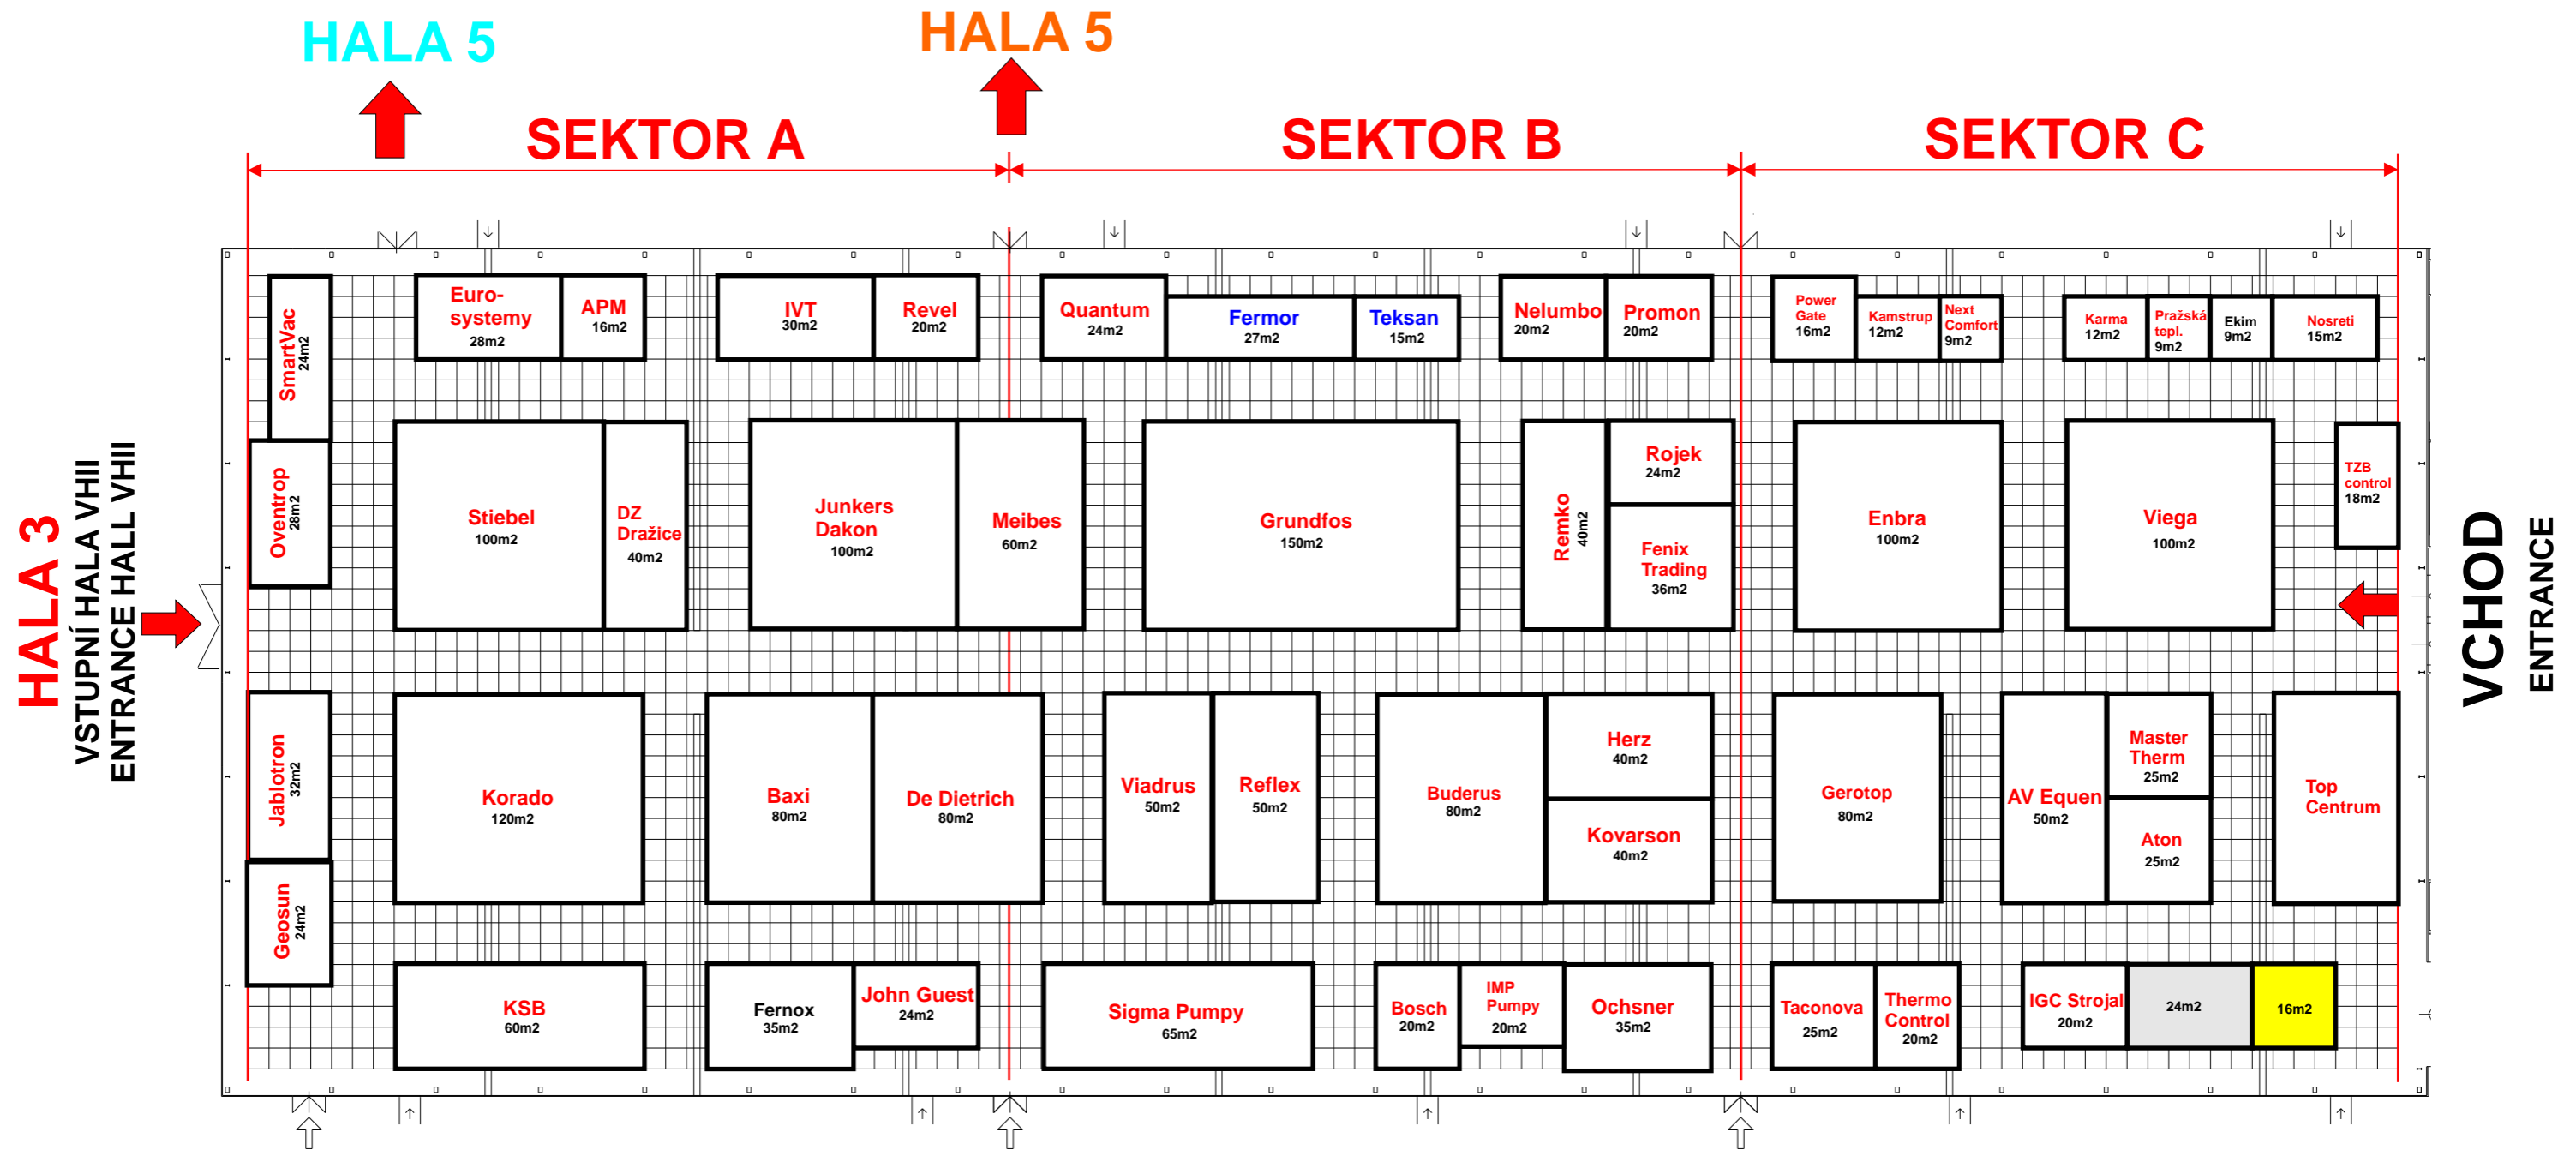 HALA 5
HALA 5
SEKTOR A
SEKTOR B
SEKTOR C
HALA 3
VSTUPNÍ HALA VHII
ENTRANCE HALL VHII
VCHOD
ENTRANCE
SmartVac
24m2
Euro-
systemy
28m2
APM
16m2
IVT
30m2
Revel
20m2
Quantum
24m2
Fermor
27m2
Teksan
15m2
Nelumbo
20m2
Promon
20m2
Power
Gate
16m2
Kamstrup
12m2
Next
Comfort
9m2
Karma
12m2
Pražská
tepl.
9m2
Ekim
9m2
Nosreti
15m2
Oventrop
28m2
Stiebel
100m2
DZ
Dražice
40m2
Junkers
Dakon
100m2
Meibes
60m2
Grundfos
150m2
Remko
40m2
Rojek
24m2
Fenix
Trading
36m2
Enbra
100m2
Viega
100m2
TZB
control
18m2
Jablotron
32m2
Korado
120m2
Baxi
80m2
De Dietrich
80m2
Viadrus
50m2
Reflex
50m2
Buderus
80m2
Herz
40m2
Kovarson
40m2
Gerotop
80m2
AV Equen
50m2
Master
Therm
25m2
Aton
25m2
Top
Centrum
Geosun
24m2
KSB
60m2
Fernox
35m2
John Guest
24m2
Sigma Pumpy
65m2
Bosch
20m2
IMP
Pumpy
20m2
Ochsner
35m2
Taconova
25m2
Thermo
Control
20m2
IGC Strojal
20m2
24m2
16m2